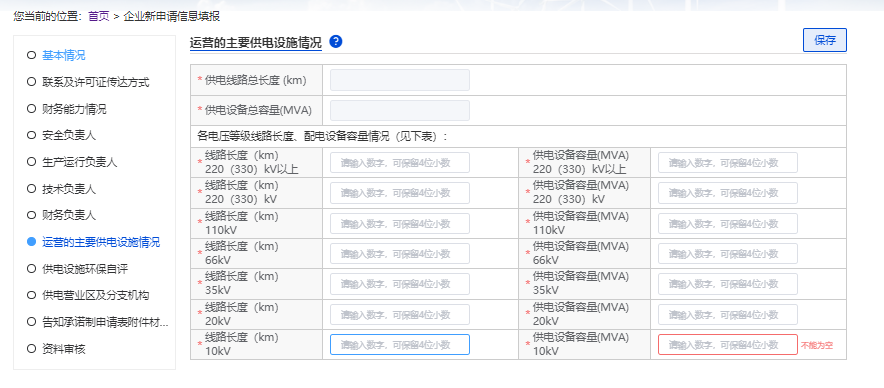 您当前的位置：首页 > 企业新申请信息填报
基本情况
联系及许可证传达方式
财务能力情况
安全负责人
生产运行负责人
技术负责人
财务负责人
运营的主要供电设施情况
供电设施环保自评
供电营业区及分支机构
告知承诺制申请表附件材...
资料审核
运营的主要供电设施情况 ?
保存
* 供电线路总长度 (km)
* 供电设备总容量(MVA)
各电压等级线路长度、配电设备容量情况（见下表）：
* 线路长度（km）
220（330）kV以上
请输入数字，可保留4位小数
* 供电设备容量(MVA)
220（330）kV以上
请输入数字，可保留4位小数
* 线路长度（km）
220（330）kV
请输入数字，可保留4位小数
* 供电设备容量(MVA)
220（330）kV
请输入数字，可保留4位小数
* 线路长度（km）
110kV
请输入数字，可保留4位小数
* 供电设备容量(MVA)
110kV
请输入数字，可保留4位小数
* 线路长度（km）
66kV
请输入数字，可保留4位小数
* 供电设备容量(MVA)
66kV
请输入数字，可保留4位小数
* 线路长度（km）
35kV
请输入数字，可保留4位小数
* 供电设备容量(MVA)
35kV
请输入数字，可保留4位小数
* 线路长度（km）
20kV
请输入数字，可保留4位小数
* 供电设备容量(MVA)
20kV
请输入数字，可保留4位小数
* 线路长度（km）
10kV
请输入数字，可保留4位小数
* 供电设备容量(MVA)
10kV
请输入数字，可保留4位小数 不能为空